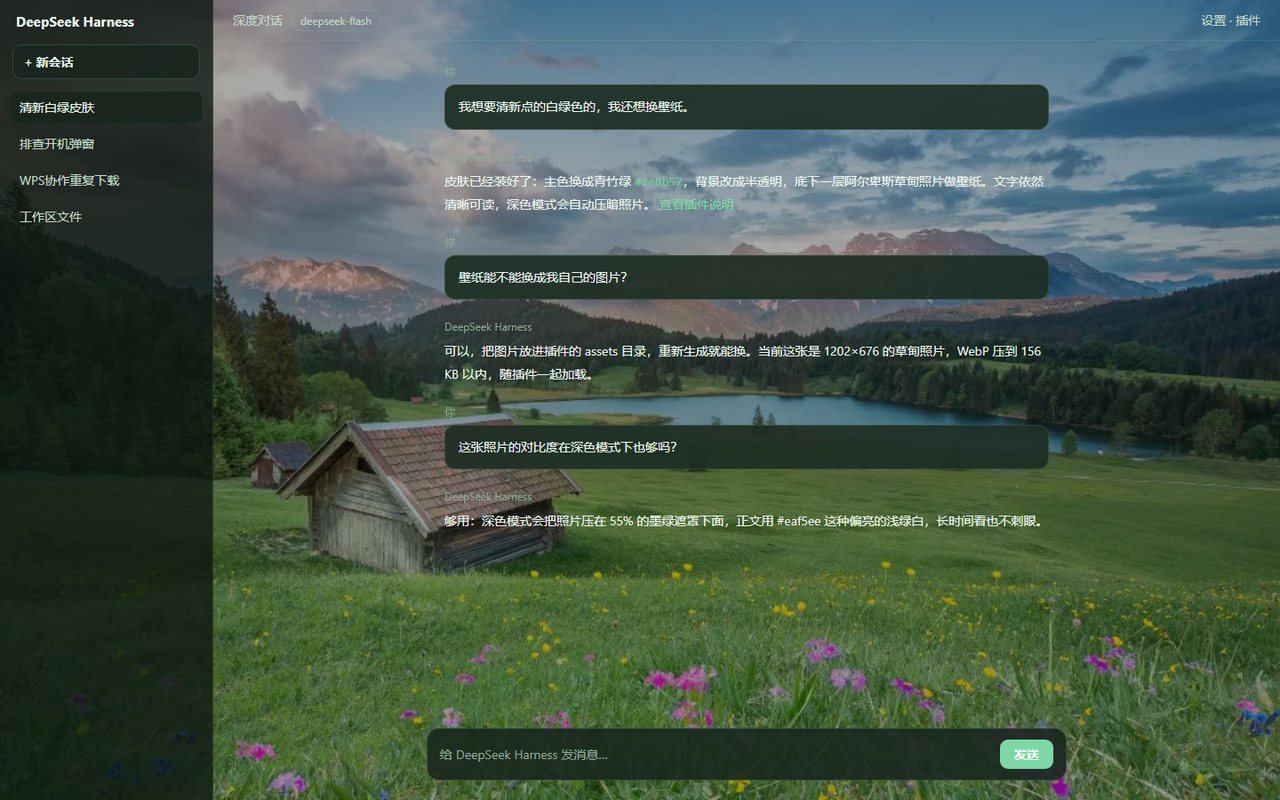 DeepSeek Harness
+ 新会话
清新白绿皮肤
排查开机弹窗
WPS协作重复下载
工作区文件
深度对话 deepseek-flash
设置 · 插件
你
我想要清新点的白绿色的，我还想换壁纸。
DeepSeek Harness
皮肤已经装好了：主色换成青竹绿 #2e8b57，背景改成半透明，底下一层阿尔卑斯草甸照片做壁纸。文字依然
清晰可读，深色模式会自动压暗照片。 查看插件说明
你
壁纸能不能换成我自己的图片？
DeepSeek Harness
可以，把图片放进插件的 assets 目录，重新生成就能换。当前这张是 1202×676 的草甸照片，WebP 压到 156
KB 以内，随插件一起加载。
你
这张照片的对比度在深色模式下也够吗？
DeepSeek Harness
够用：深色模式会把照片压在 55% 的墨绿遮罩下面，正文用 #eaf5ee 这种偏亮的浅绿白，长时间看也不刺眼。
给 DeepSeek Harness 发消息...
发送